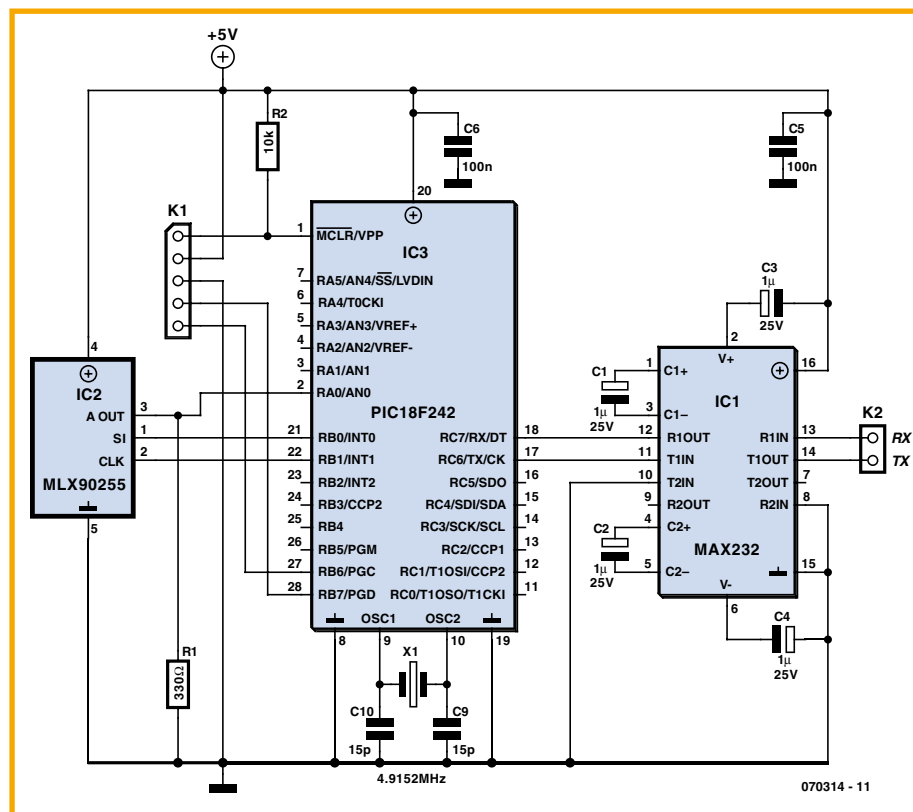 +5V
R2
10k
C6
100n
C5
100n
20
K1
1
MCLR/VPP
IC3
7
RA5/AN4/SS/LVDIN
6
RA4/T0CKI
5
RA3/AN3/VREF+
4
RA2/AN2/VREF-
3
RA1/AN1
2
RA0/AN0
PIC18F242
21
RB0/INT0
22
RB1/INT1
23
RB2/INT2
24
RB3/CCP2
25
RB4
26
RB5/PGM
27
RB6/PGC
28
RB7/PGD
RC7/RX/DT
18
RC6/TX/CK
17
RC5/SDO
16
RC4/SDI/SDA
15
RC3/SCK/SCL
14
RC2/CCP1
13
RC1/T1OSI/CCP2
12
RC0/T1OSO/T1CKI
11
OSC1
OSC2
8
9
10
19
4
IC2
A OUT
3
SI
1
CLK
2
MLX90255
5
R1
330Ω
X1
C10
15p
C9
15p
4.9152MHz
C3
1µ
25V
2
V+
C1
1µ
25V
1
C1+
3
C1–
IC1
16
12
R1OUT
R1IN
13
11
T1IN
T1OUT
14
10
T2IN
T2OUT
7
9
R2OUT
R2IN
8
4
C2+
C2
1µ
25V
5
C2–
MAX232
15
V-
6
C4
1µ
25V
K2
RX
TX
070314 - 11